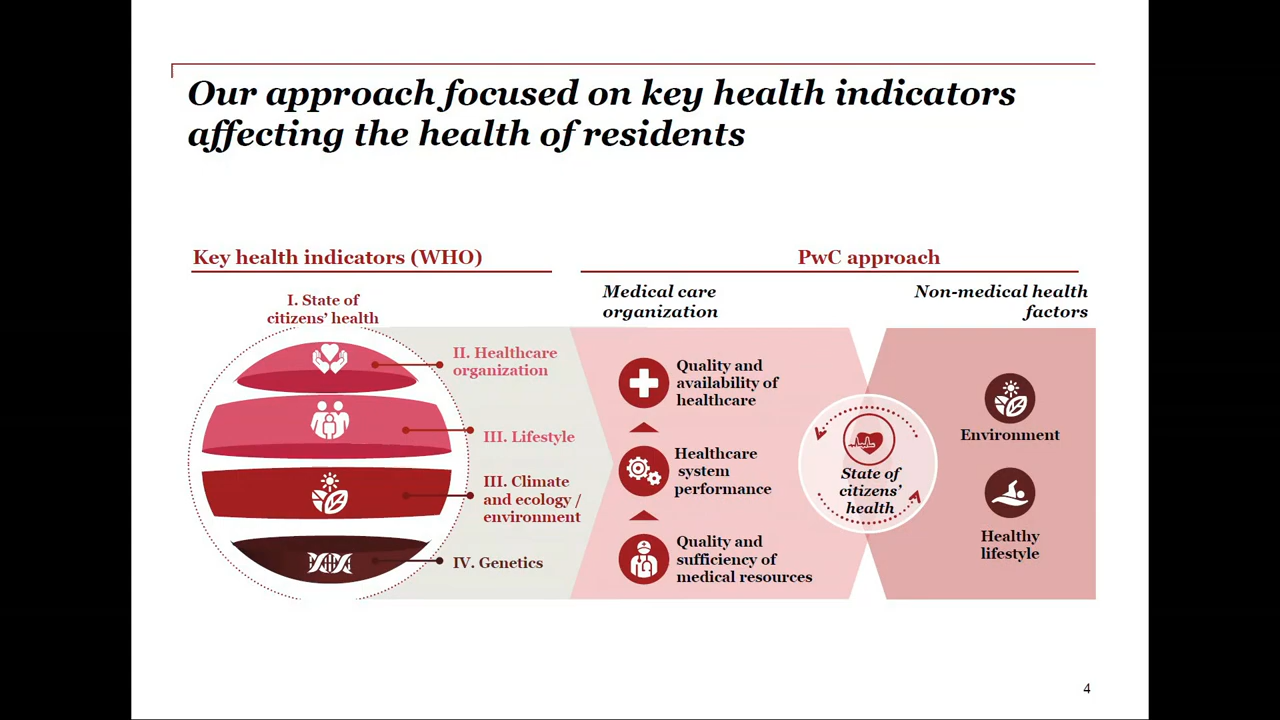 Our approach focused on key health indicators
affecting the health of residents
Key health indicators (WHO)
PwC approach
I. State of
citizens’ health
II. Healthcare
organization
III. Lifestyle
III. Climate
and ecology /
environment
IV. Genetics
Medical care
organization
Quality and
availability of
healthcare
Healthcare
system
performance
Quality and
sufficiency of
medical resources
State of
citizens’
health
Non-medical health
factors
Environment
Healthy
lifestyle
4